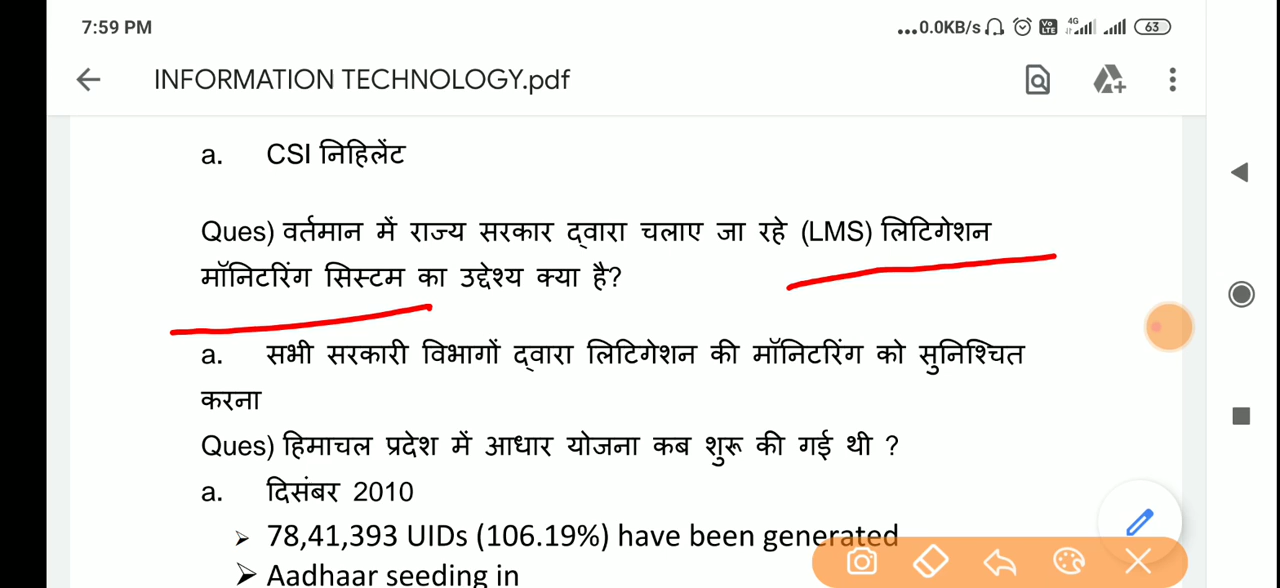 7:59 PM
...0.0KB/s 4G 63
INFORMATION TECHNOLOGY.pdf
a. CSI निहिलेंट
Ques) वर्तमान में राज्य सरकार द्वारा चलाए जा रहे (LMS) लिटिगेशन
मॉनिटरिंग सिस्टम का उद्देश्य क्या है?
a. सभी सरकारी विभागों द्वारा लिटिगेशन की मॉनिटरिंग को सुनिश्चित
करना
Ques) हिमाचल प्रदेश में आधार योजना कब शुरू की गई थी ?
a. दिसंबर 2010
➢ 78,41,393 UIDs (106.19%) have been generated
➢ Aadhaar seeding in